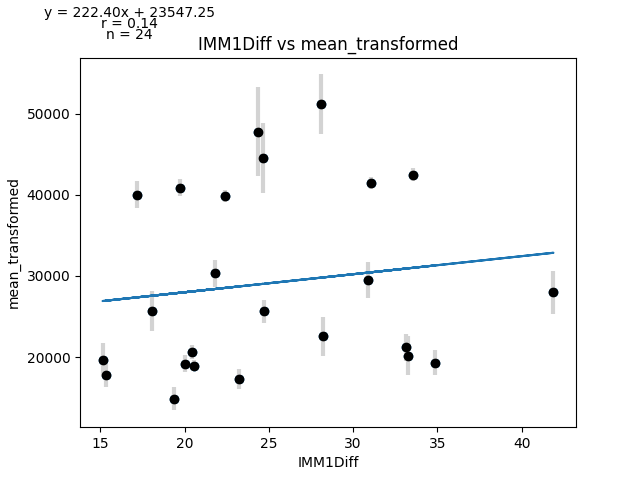 y = 222.40x + 23547.25
r = 0.14
n = 24
IMM1Diff vs mean_transformed
50000
40000
30000
20000
mean_transformed
15 20 25 30 35 40
IMM1Diff